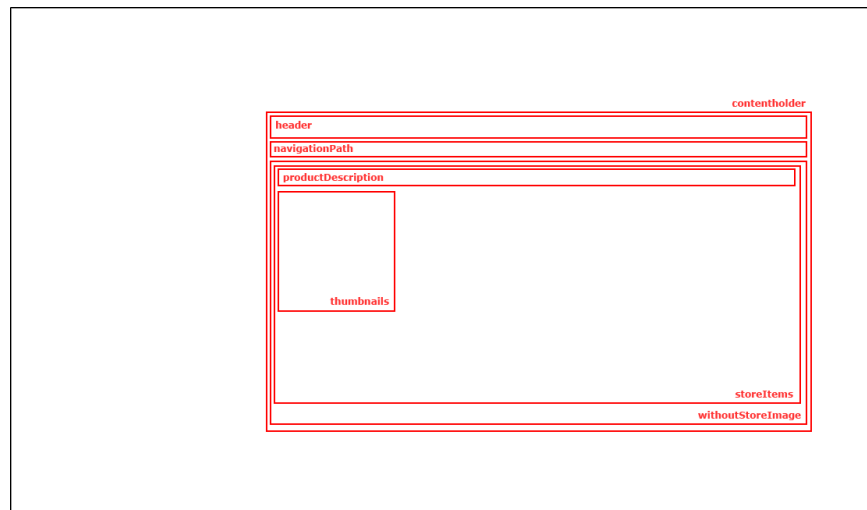 contentholder
header
navigationPath
productDescription
thumbnails
storeItems
withoutStoreImage